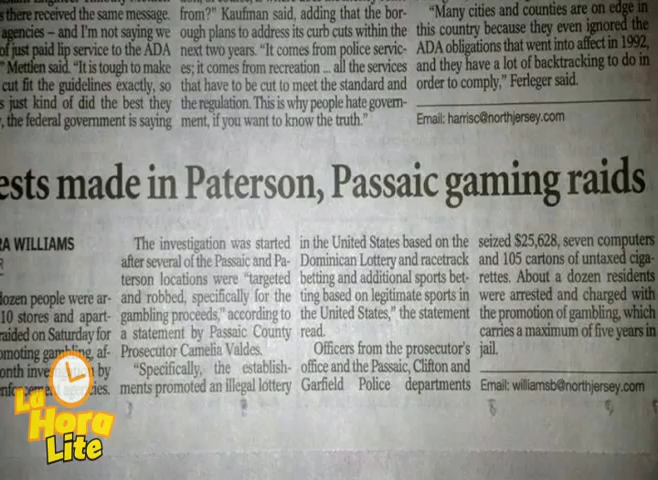 s there received the same message.
agencies – and I'm not saying we
of just paid lip service to the ADA
" Mettlen said. "It is tough to make
cut fit the guidelines exactly, so
s just kind of did the best they
, the federal government is saying
from?" Kaufman said, adding that the bor-
ough plans to address its curb cuts within the
next two years. "It comes from police servic-
es; it comes from recreation ... all the services
that have to be cut to meet the standard and
the regulation. This is why people hate govern-
ment, if you want to know the truth."
"Many cities and counties are on edge in
this country because they even ignored the
ADA obligations that went into affect in 1992,
and they have a lot of backtracking to do in
order to comply," Ferleger said.
Email: harrisc@northjersey.com
ests made in Paterson, Passaic gaming raids
RA WILLIAMS
R
dozen people were ar-
10 stores and apart-
raided on Saturday for
omoting gambling, af-
onth by
The investigation was started
after several of the Passaic and Pa-
terson locations were "targeted
and robbed, specifically for the
gambling proceeds," according to
a statement by Passaic County
Prosecutor Camelia Valdes.
"Specifically, the establish-
ments promoted an illegal lottery
in the United States based on the
Dominican Lottery and racetrack
betting and additional sports bet-
ting based on legitimate sports in
the United States," the statement
read.
Officers from the prosecutor's
office and the Passaic, Clifton and
Garfield Police departments
seized $25,628, seven computers
and 105 cartons of untaxed ciga-
rettes. About a dozen residents
were arrested and charged with
the promotion of gambling, which
carries a maximum of five years in
jail.
Email: williamsb@northjersey.com
La
Hora
Lite